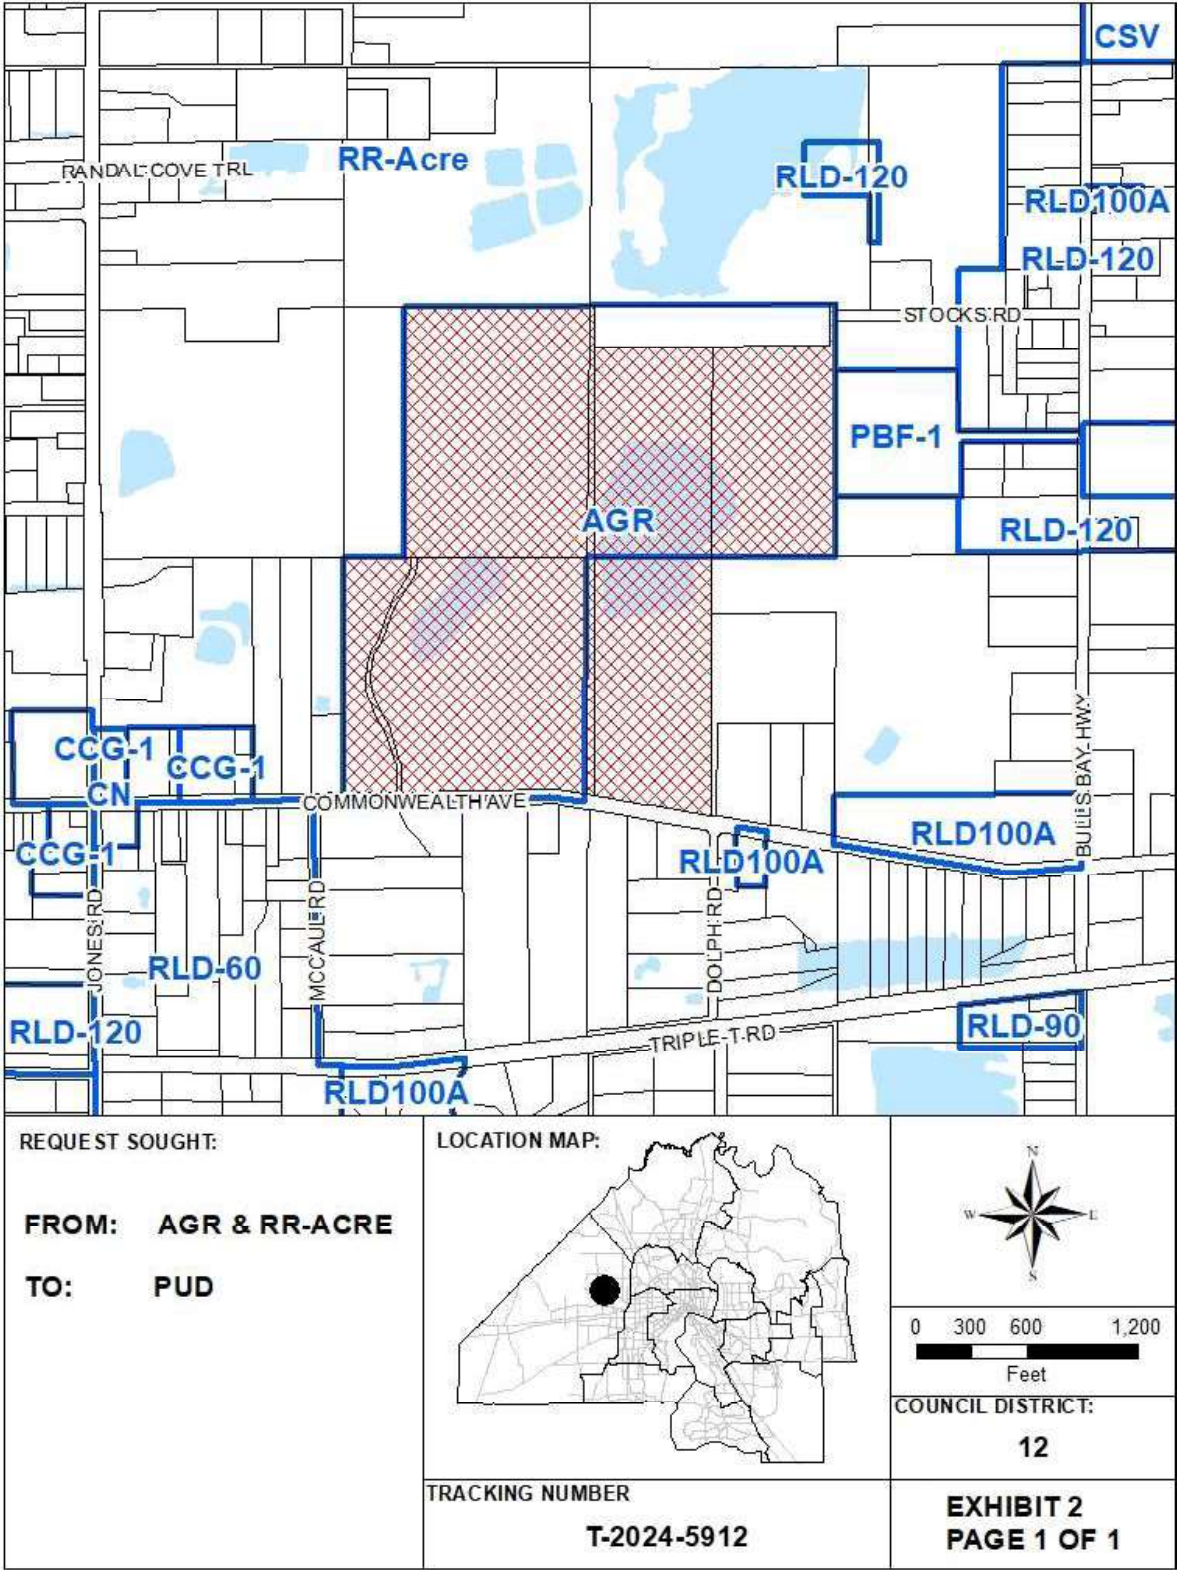 CSV
RR-Acre
RANDAL COVE TRL
RLD-120
RLD100A
RLD-120
STOCKS RD
PBF-1
AGR
RLD-120
BULLS BAY HWY
CCG-1
CCG-1
CN
COMMONWEALTH AVE
CCG-1
RLD100A
RLD100A
JONES RD
MCCAUL RD
DOLPH RD
RLD-60
RLD-120
RLD-90
TRIPLE T RD
RLD100A
REQUEST SOUGHT:
FROM: AGR & RR-ACRE
TO: PUD
LOCATION MAP:
TRACKING NUMBER
T-2024-5912
N
W E
S
0 300 600 1,200
Feet
COUNCIL DISTRICT:
12
EXHIBIT 2
PAGE 1 OF 1